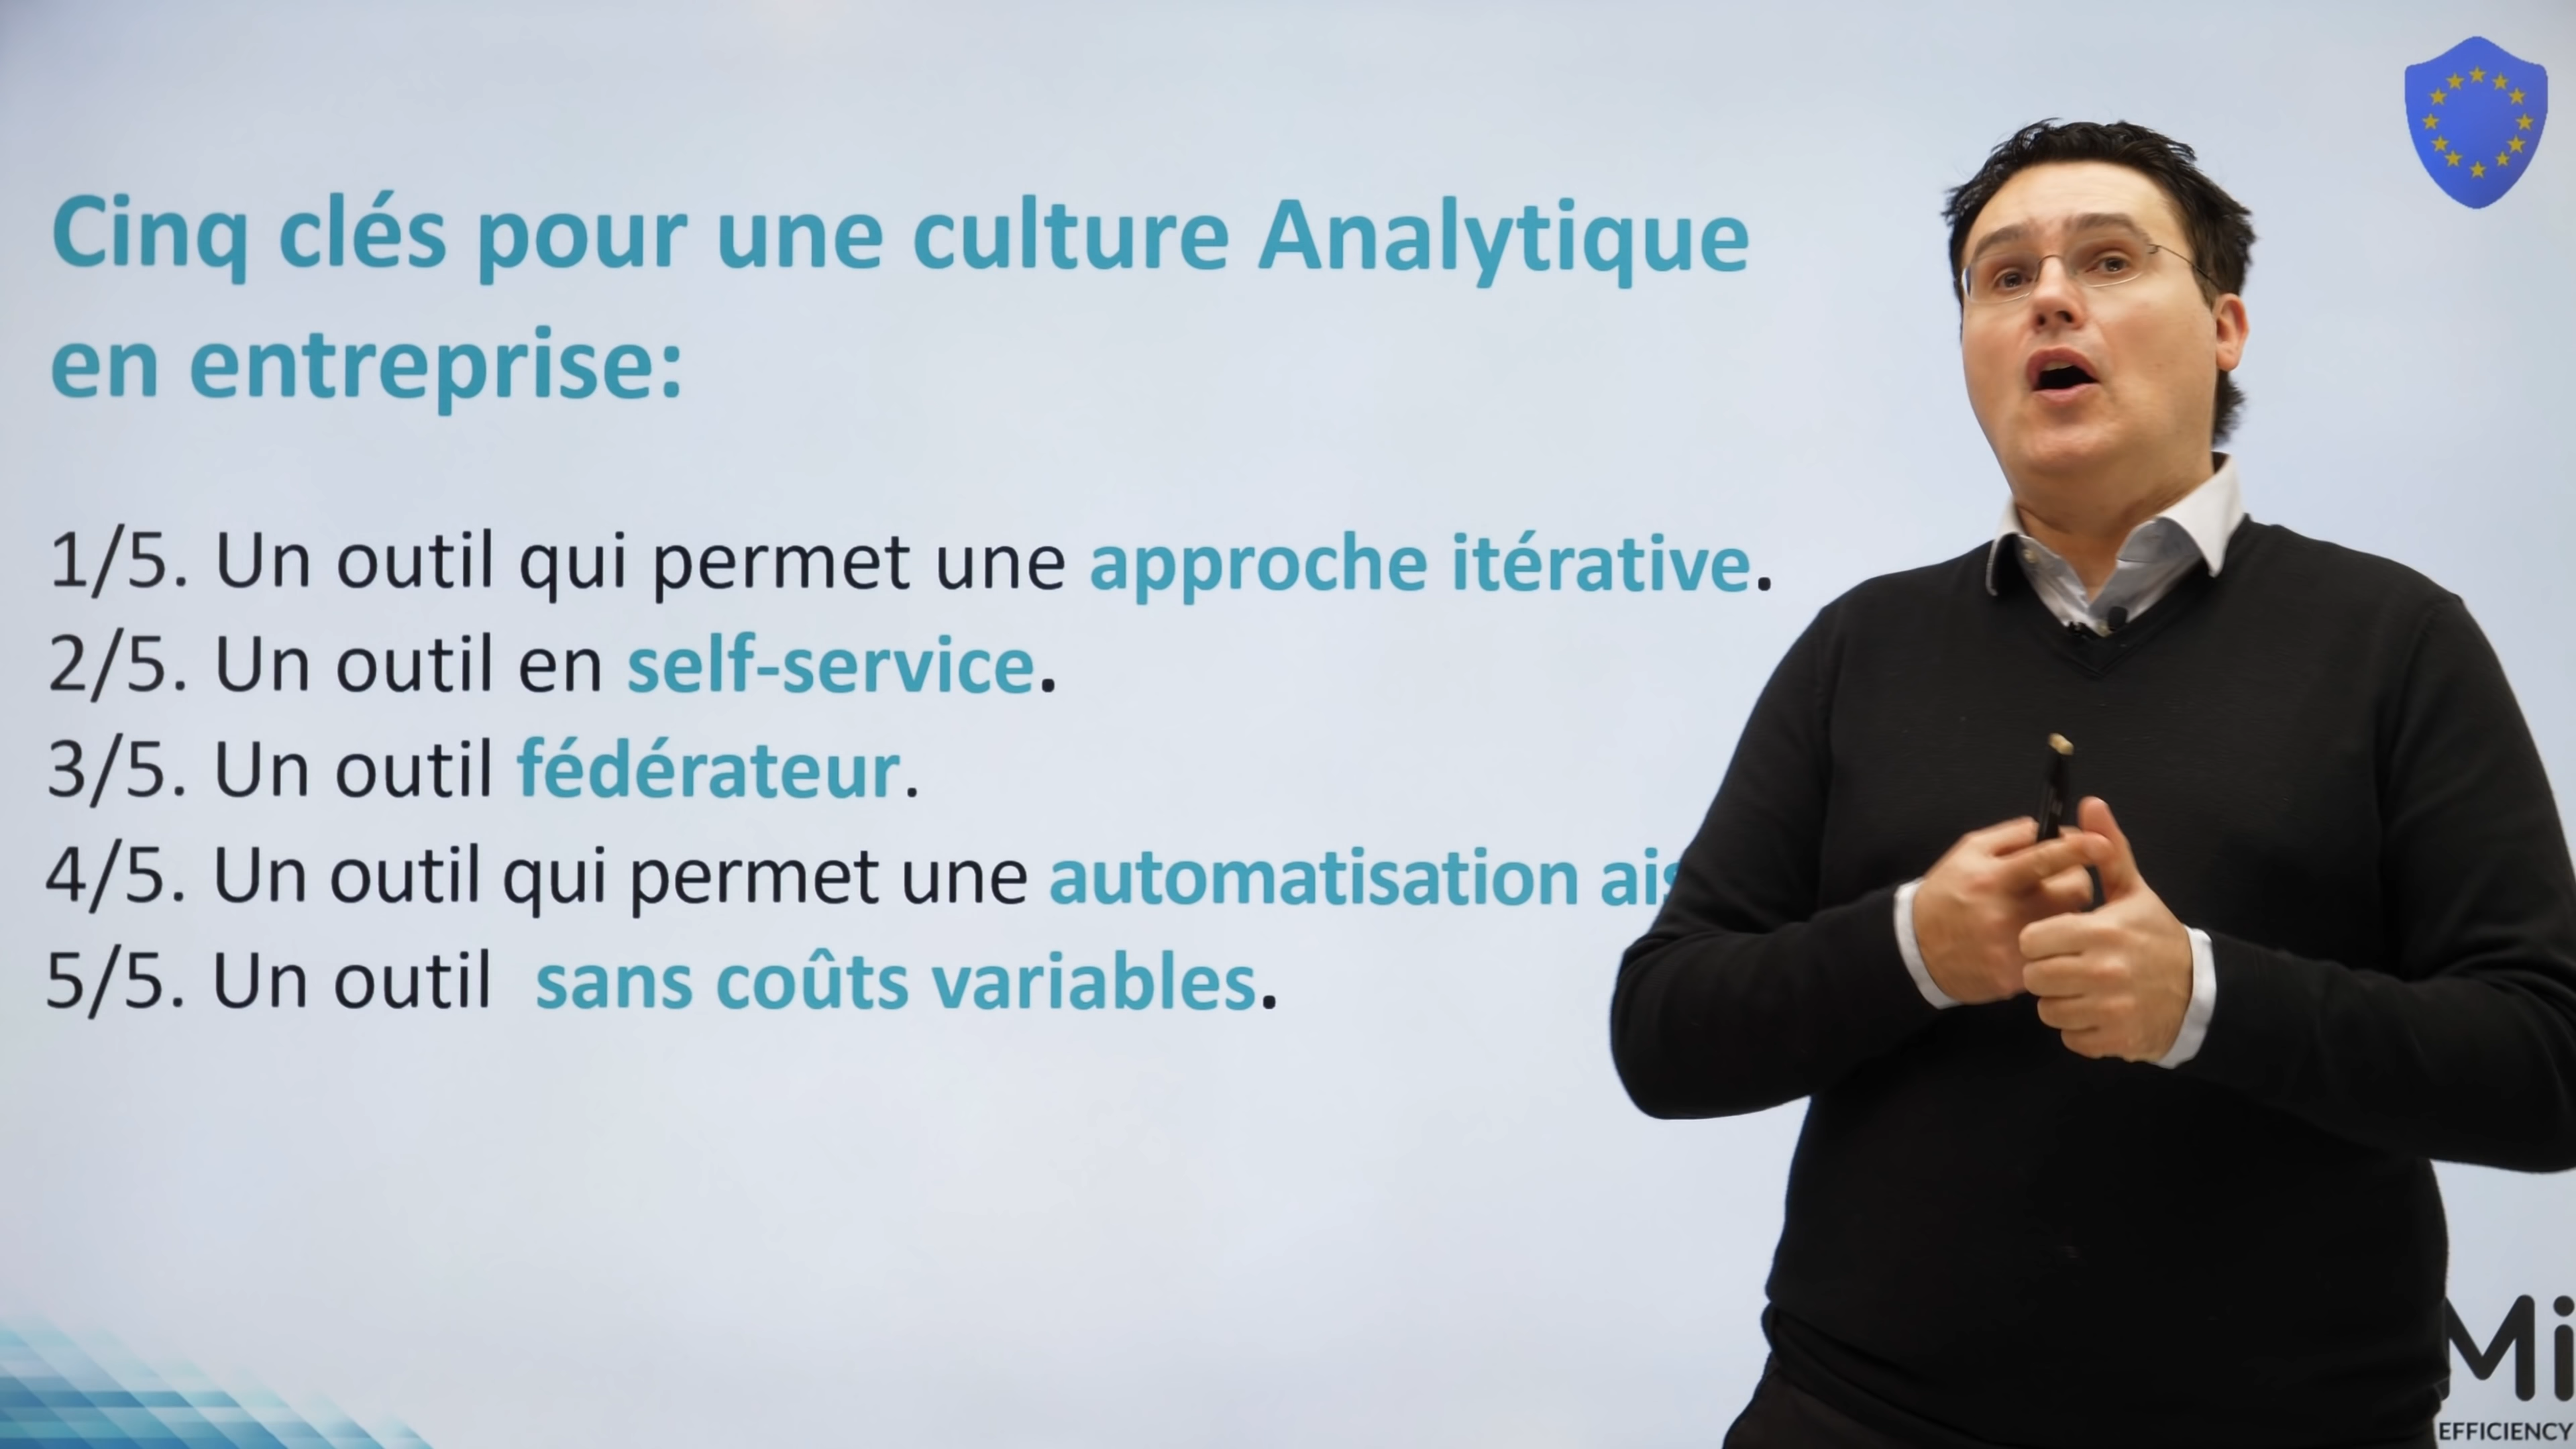 Cinq clés pour une culture Analytique
en entreprise:
1/5. Un outil qui permet une approche itérative.
2/5. Un outil en self-service.
3/5. Un outil fédérateur.
4/5. Un outil qui permet une automatisation
5/5. Un outil  sans coûts variables.
Mi
EFFICIENCY